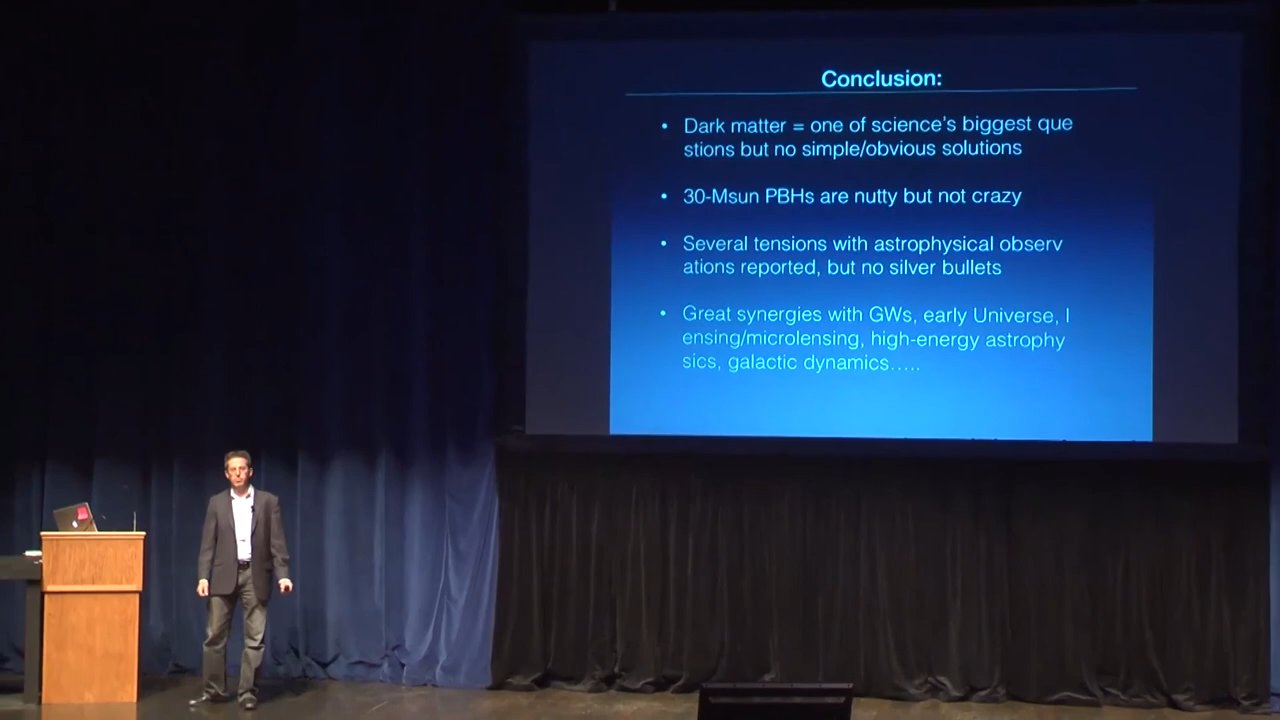 Conclusion:
• Dark matter = one of science's biggest que
stions but no simple/obvious solutions
• 30-Msun PBHs are nutty but not crazy
• Several tensions with astrophysical observ
ations reported, but no silver bullets
• Great synergies with GWs, early Universe, l
ensing/microlensing, high-energy astrophy
sics, galactic dynamics…..